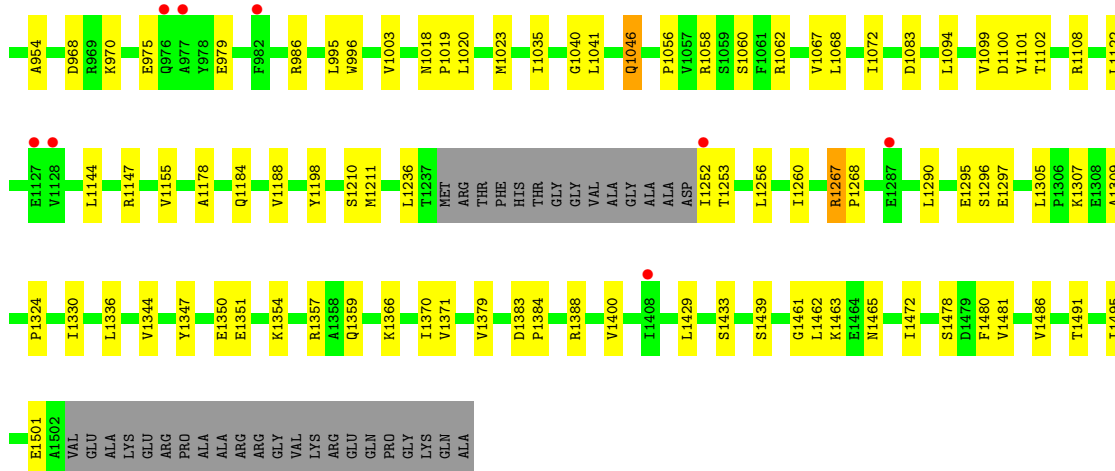 A954 D968 R969 K970 E975 Q976 A977 Y978 E979 F982 R986 L995 W996 V1003 N1018 P1019 L1020 M1023 I1035 G1040 L1041 Q1046 P1056 V1057 R1058 S1059 S1060 F1061 R1062 V1067 L1068 I1072 D1083 L1094 V1099 D1100 V1101 T1102 R1108
E1127 V1128 L1144 R1147 V1155 A1178 Q1184 V1188 Y1198 S1210 M1211 L1236 T1237 MET ARG THR PHE HIS THR GLY GLY VAL ALA GLY ALA ALA ASP I1252 T1253 L1256 I1260 R1267 P1268 E1287 L1290 E1295 S1296 E1297 L1305 P1306 K1307 E1308
P1324 I1330 L1336 V1344 Y1347 E1350 E1351 K1354 R1357 A1358 Q1359 K1366 I1370 V1371 V1379 D1383 P1384 R1388 V1400 I1408 L1429 S1433 S1439 G1461 L1462 K1463 E1464 N1465 I1472 S1478 D1479 F1480 V1481 V1486 T1491
E1501 A1502 VAL GLU ALA LYS GLU ARG PRO ALA ALA ARG ARG GLY VAL LYS ARG GLU GLN PRO GLY LYS GLN ALA